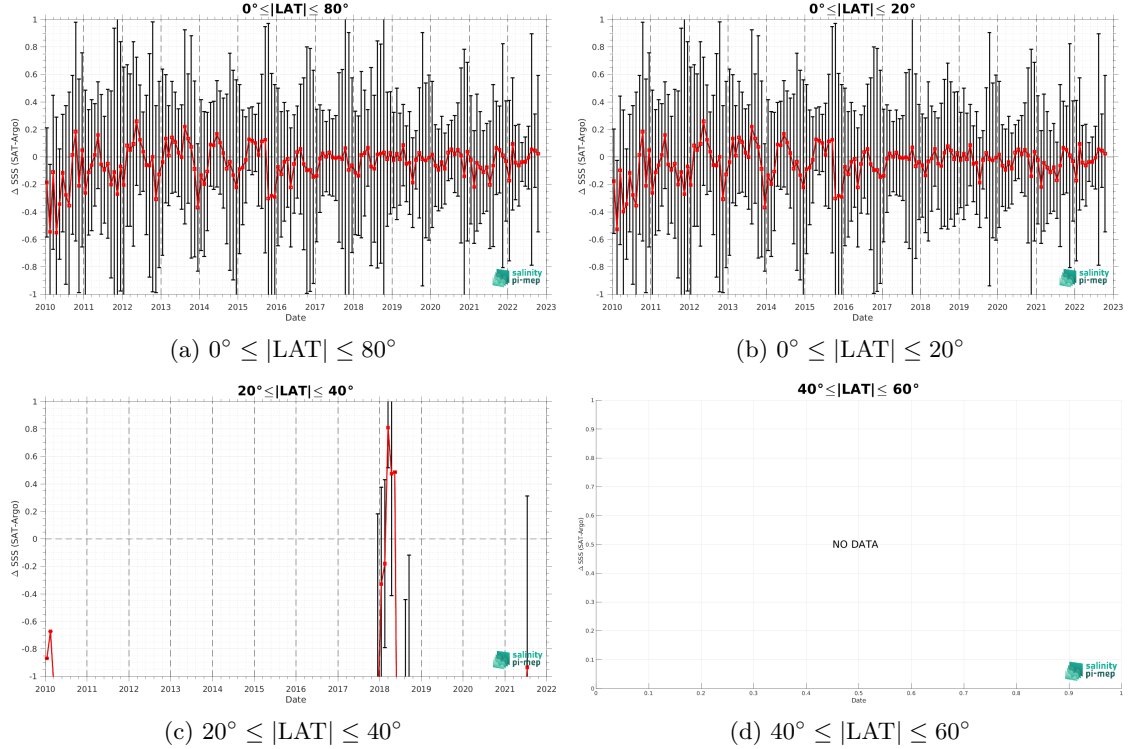 0°≤|LAT|≤ 80°
Δ SSS (SAT-Argo)
1
0.8
0.6
0.4
0.2
0
-0.2
-0.4
-0.6
-0.8
-1
2010 2011 2012 2013 2014 2015 2016 2017 2018 2019 2020 2021 2022 2023
Date
salinity
pi-mep
(a) 0° ≤ |LAT| ≤ 80°
0°≤|LAT|≤ 20°
Δ SSS (SAT-Argo)
1
0.8
0.6
0.4
0.2
0
-0.2
-0.4
-0.6
-0.8
-1
2010 2011 2012 2013 2014 2015 2016 2017 2018 2019 2020 2021 2022 2023
Date
salinity
pi-mep
(b) 0° ≤ |LAT| ≤ 20°
20°≤|LAT|≤ 40°
Δ SSS (SAT-Argo)
1
0.8
0.6
0.4
0.2
0
-0.2
-0.4
-0.6
-0.8
-1
2010 2011 2012 2013 2014 2015 2016 2017 2018 2019 2020 2021 2022
Date
salinity
pi-mep
(c) 20° ≤ |LAT| ≤ 40°
40°≤|LAT|≤ 60°
Δ SSS (SAT-Argo)
1
0.9
0.8
0.7
0.6
0.5
0.4
0.3
0.2
0.1
0
NO DATA
0 0.1 0.2 0.3 0.4 0.5 0.6 0.7 0.8 0.9 1
Date
salinity
pi-mep
(d) 40° ≤ |LAT| ≤ 60°